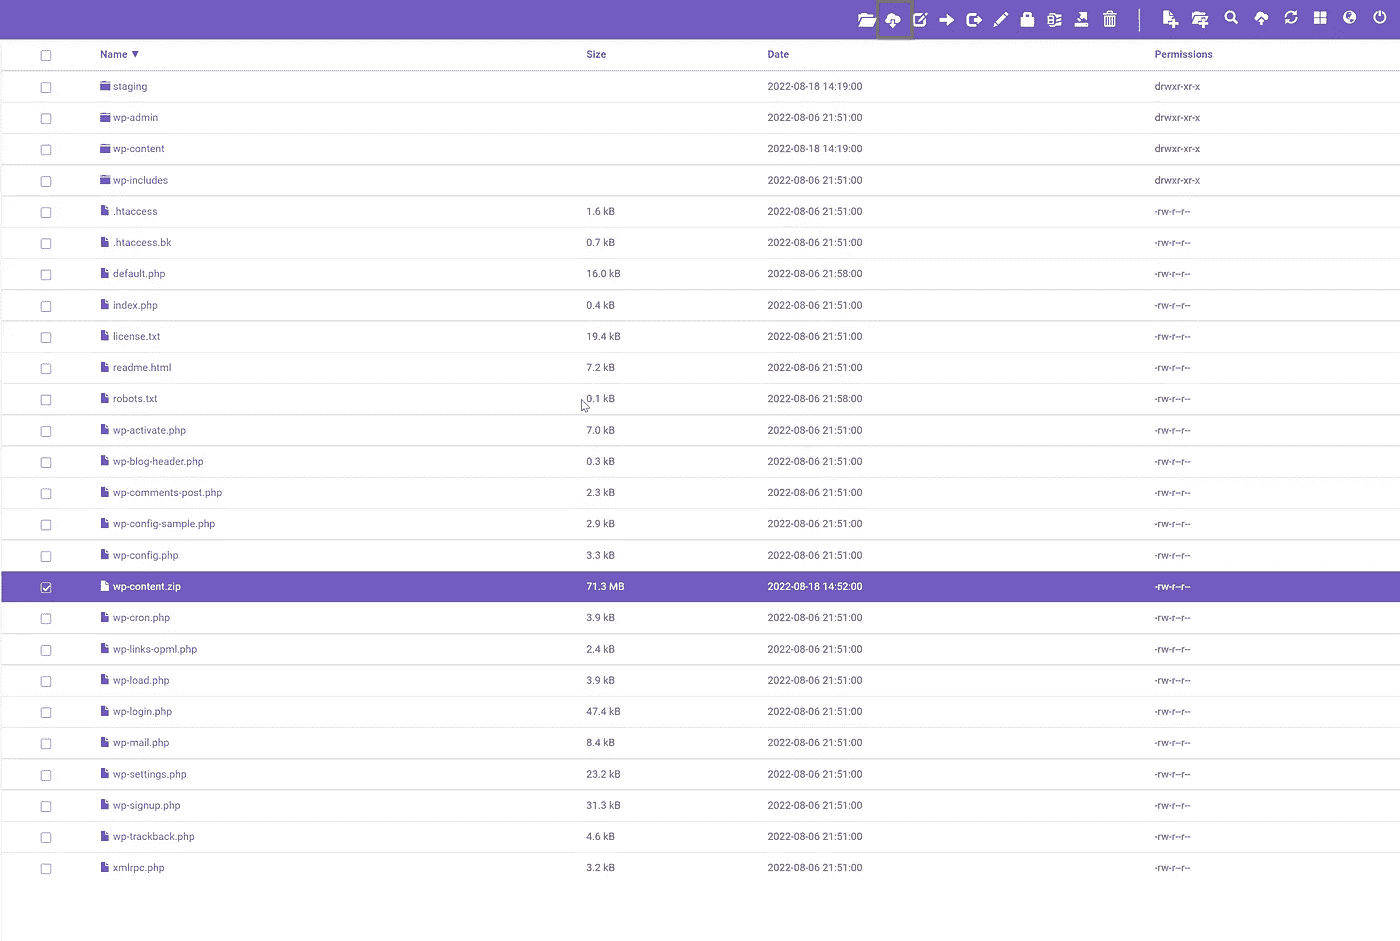 Name ▼ Size Date Permissions
staging 2022-08-18 14:19:00 drwxr-xr-x
wp-admin 2022-08-06 21:51:00 drwxr-xr-x
wp-content 2022-08-18 14:19:00 drwxr-xr-x
wp-includes 2022-08-06 21:51:00 drwxr-xr-x
.htaccess 1.6 kB 2022-08-06 21:51:00 -rw-r--r--
.htaccess.bk 0.7 kB 2022-08-06 21:51:00 -rw-r--r--
default.php 16.0 kB 2022-08-06 21:58:00 -rw-r--r--
index.php 0.4 kB 2022-08-06 21:51:00 -rw-r--r--
license.txt 19.4 kB 2022-08-06 21:51:00 -rw-r--r--
readme.html 7.2 kB 2022-08-06 21:51:00 -rw-r--r--
robots.txt 0.1 kB 2022-08-06 21:58:00 -rw-r--r--
wp-activate.php 7.0 kB 2022-08-06 21:51:00 -rw-r--r--
wp-blog-header.php 0.3 kB 2022-08-06 21:51:00 -rw-r--r--
wp-comments-post.php 2.3 kB 2022-08-06 21:51:00 -rw-r--r--
wp-config-sample.php 2.9 kB 2022-08-06 21:51:00 -rw-r--r--
wp-config.php 3.3 kB 2022-08-06 21:51:00 -rw-r--r--
wp-content.zip 71.3 MB 2022-08-18 14:52:00 -rw-r--r--
wp-cron.php 3.9 kB 2022-08-06 21:51:00 -rw-r--r--
wp-links-opml.php 2.4 kB 2022-08-06 21:51:00 -rw-r--r--
wp-load.php 3.9 kB 2022-08-06 21:51:00 -rw-r--r--
wp-login.php 47.4 kB 2022-08-06 21:51:00 -rw-r--r--
wp-mail.php 8.4 kB 2022-08-06 21:51:00 -rw-r--r--
wp-settings.php 23.2 kB 2022-08-06 21:51:00 -rw-r--r--
wp-signup.php 31.3 kB 2022-08-06 21:51:00 -rw-r--r--
wp-trackback.php 4.6 kB 2022-08-06 21:51:00 -rw-r--r--
xmlrpc.php 3.2 kB 2022-08-06 21:51:00 -rw-r--r--